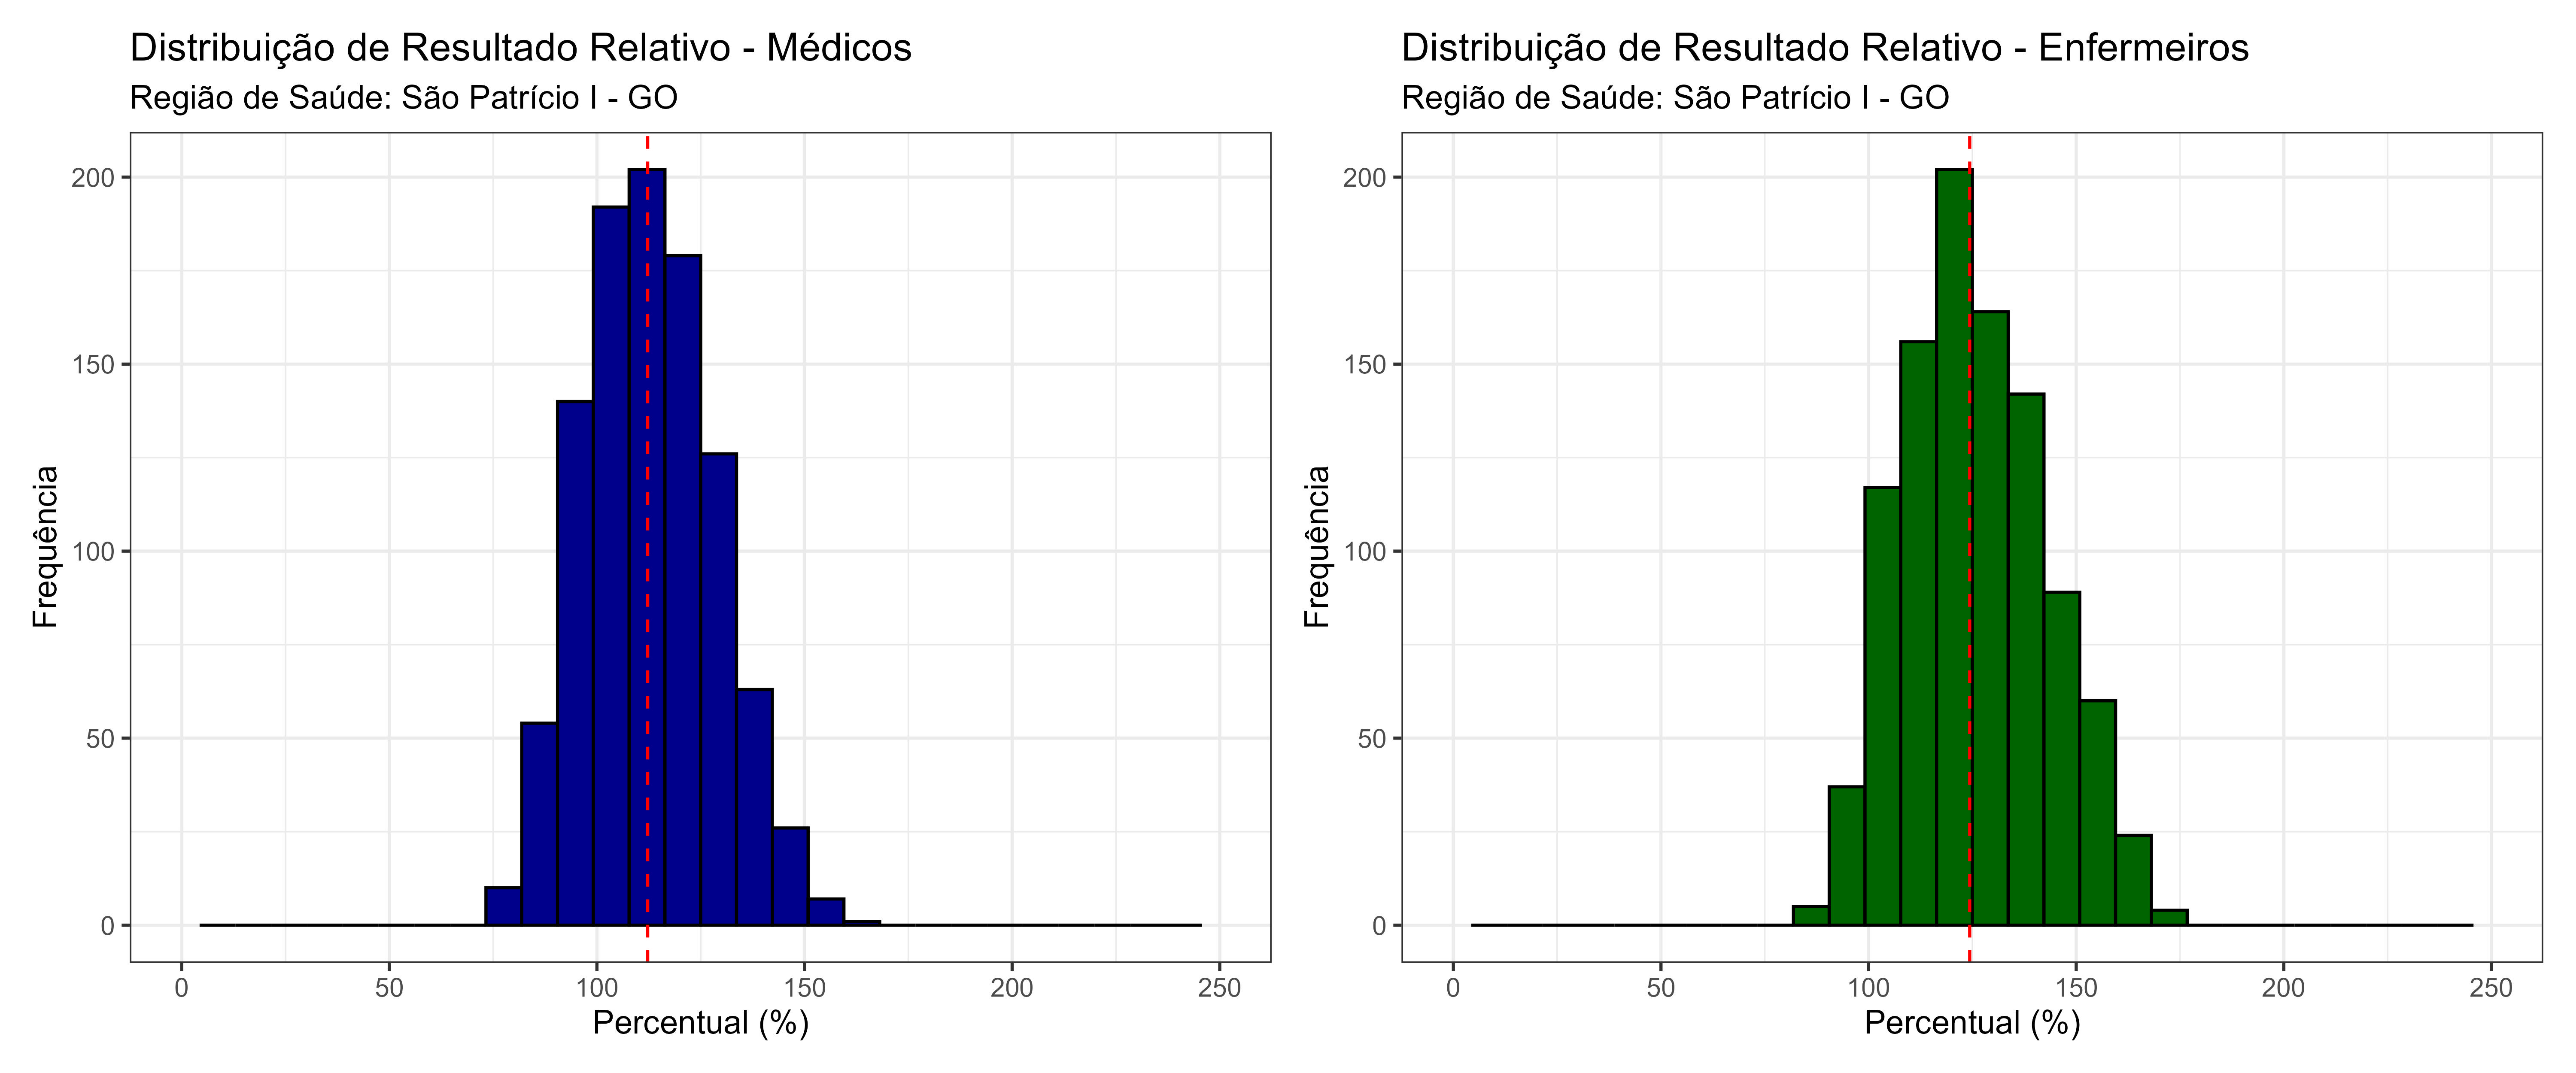 Distribuição de Resultado Relativo - Médicos
Região de Saúde: São Patrício I - GO
Frequência
200
150
100
50
0
0 50 100 150 200 250
Percentual (%)
Distribuição de Resultado Relativo - Enfermeiros
Região de Saúde: São Patrício I - GO
Frequência
200
150
100
50
0
0 50 100 150 200 250
Percentual (%)